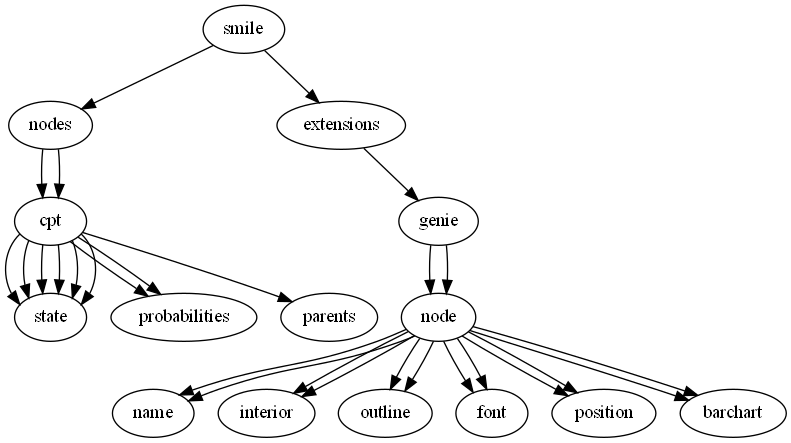 smile
nodes
extensions
cpt
genie
state
probabilities
parents
node
name
interior
outline
font
position
barchart